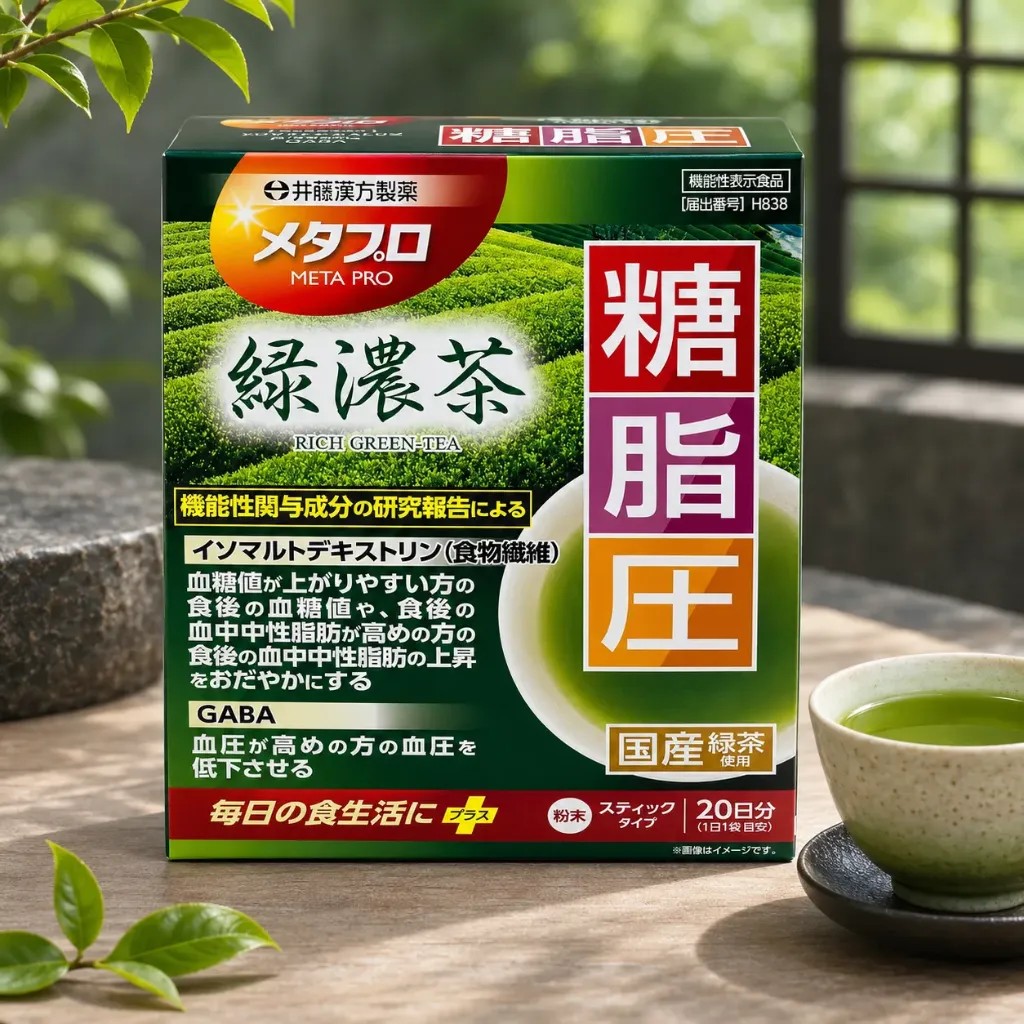 糖脂圧
井藤漢方製薬
メタプロ
META PRO
機能性表示食品
[届出番号] H838
緑濃茶
RICH GREEN-TEA
糖
脂
圧
機能性関与成分の研究報告による
イソマルトデキストリン(食物繊維)
血糖値が上がりやすい方の
食後の血糖値や、食後の
血中中性脂肪が高めの方の
食後の血中中性脂肪の上昇
をおだやかにする
GABA
血圧が高めの方の血圧を
低下させる
国産緑茶使用
毎日の食生活に プラス
粉末
スティック
タイプ
20日分
(1日1袋目安)
※画像はイメージです。